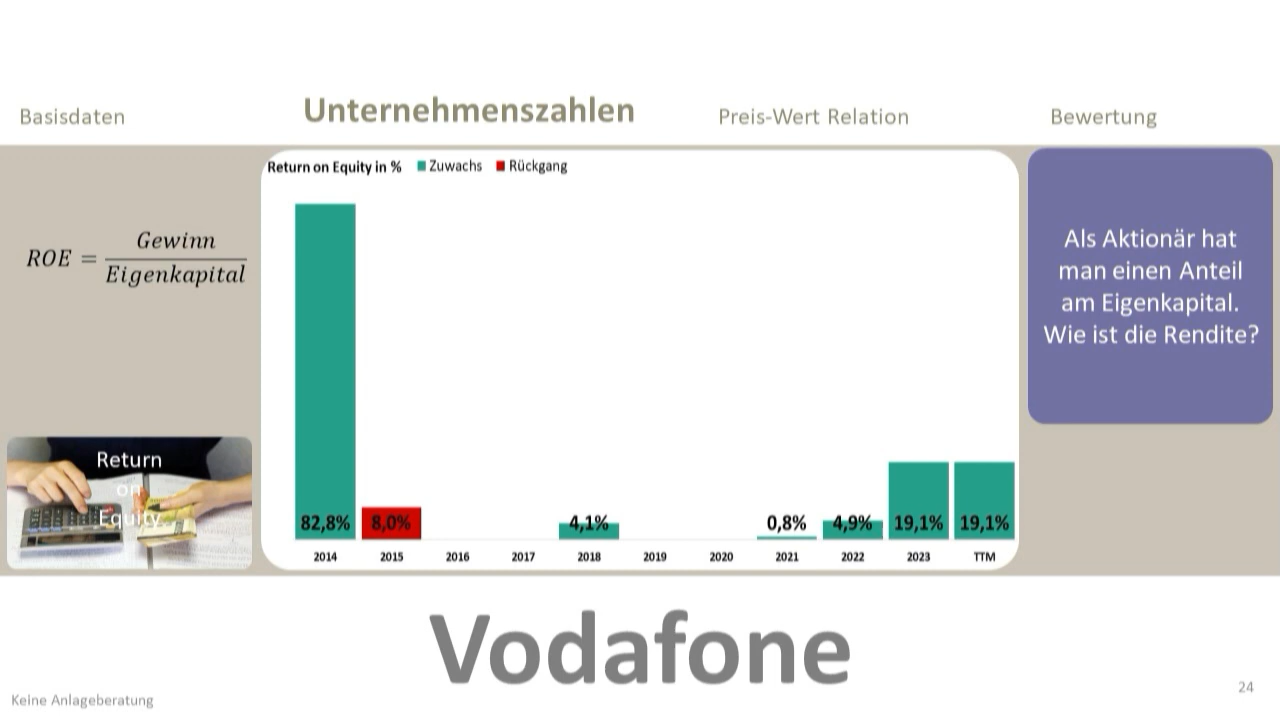 Basisdaten
Unternehmenszahlen
Preis-Wert Relation
Bewertung
Return on Equity in % Zuwachs Rückgang
ROE = Gewinn / Eigenkapital
Als Aktionär hat
man einen Anteil
am Eigenkapital.
Wie ist die Rendite?
Return
on
Equity
82,8% 8,0% 4,1% 0,8% 4,9% 19,1% 19,1%
2014 2015 2016 2017 2018 2019 2020 2021 2022 2023 TTM
Vodafone
Keine Anlageberatung
24